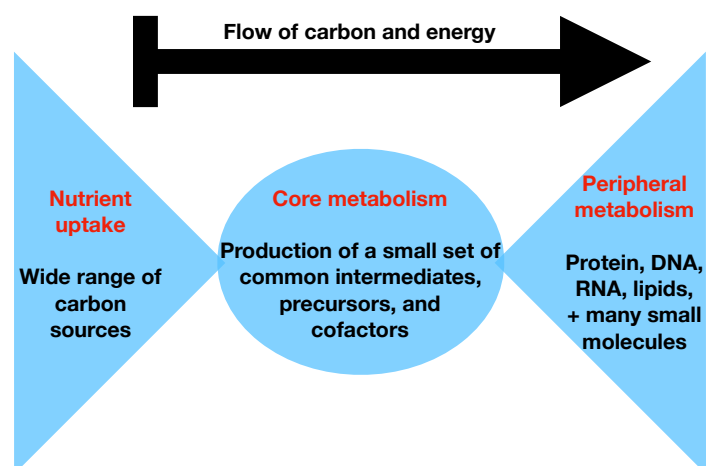 Flow of carbon and energy
Nutrient
uptake
Wide range of
carbon
sources
Core metabolism
Production of a small set of
common intermediates,
precursors, and
cofactors
Peripheral
metabolism
Protein, DNA,
RNA, lipids,
+ many small
molecules